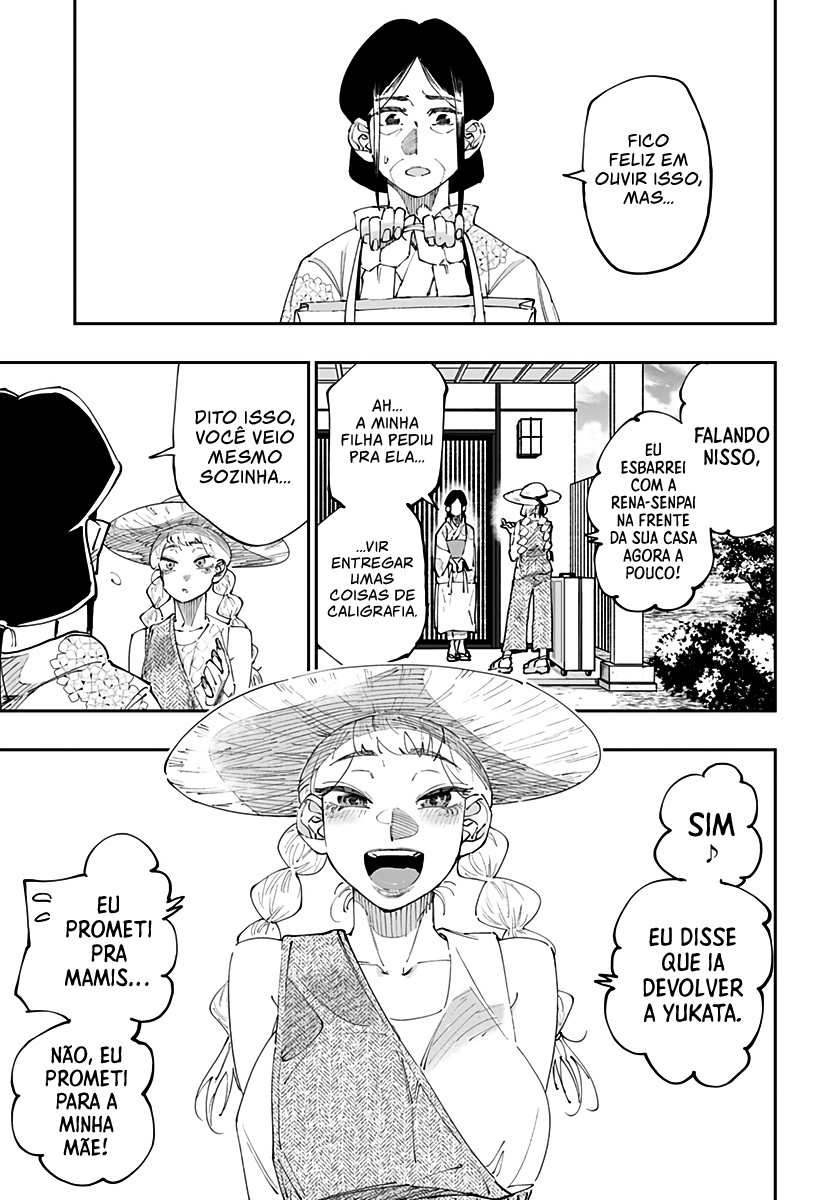 FICO
FELIZ EM
OUVIR ISSO,
MAS...
FALANDO
NISSO,
EU
ESBARREI
COM A
RENA-SENPAI
NA FRENTE
DA SUA CASA
AGORA A
POUCO!
AH...
A MINHA
FILHA PEDIU
PRA ELA...
...VIR
ENTREGAR
UMAS
COISAS DE
CALIGRAFIA.
DITO ISSO,
VOCÊ VEIO
MESMO
SOZINHA...
SIM
♪
EU DISSE
QUE IA
DEVOLVER
A YUKATA.
EU
PROMETI
PRA
MAMIS...
NÃO, EU
PROMETI
PARA A
MINHA
MÃE!